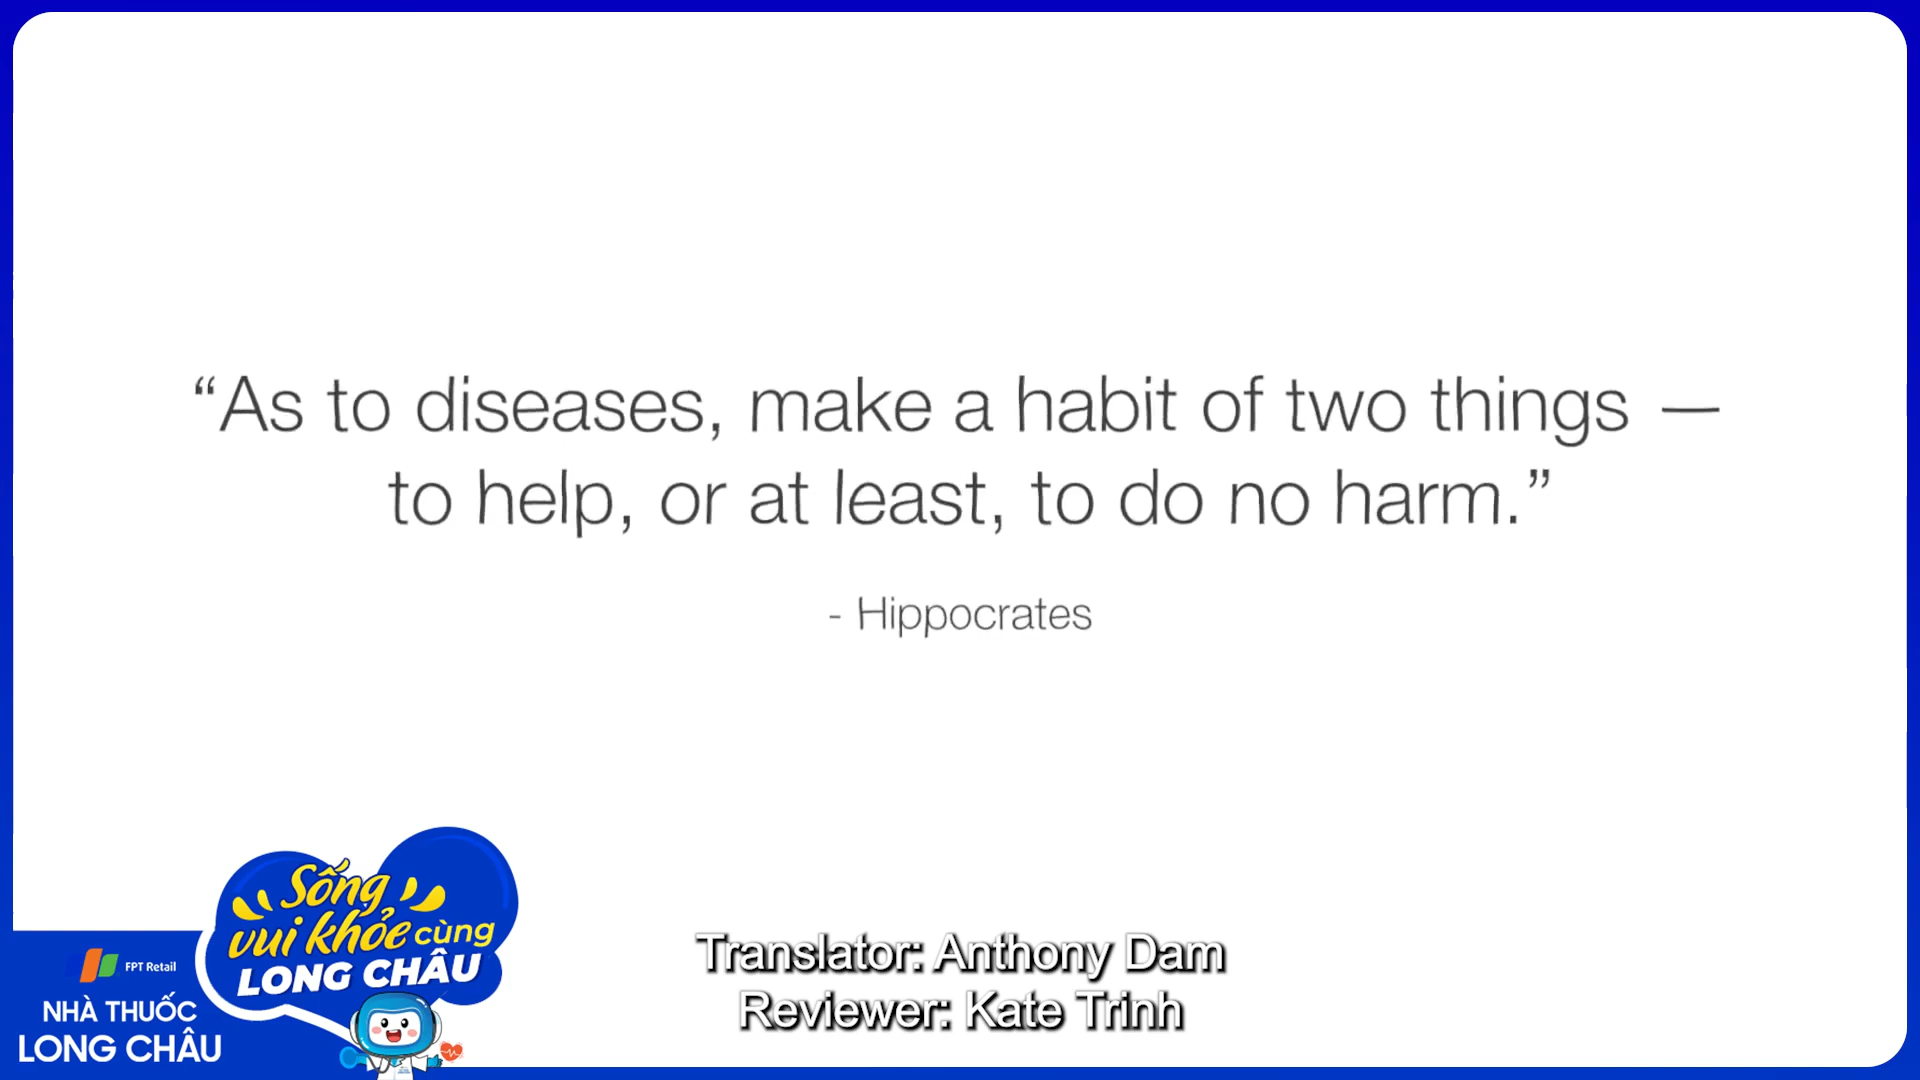 “As to diseases, make a habit of two things —
to help, or at least, to do no harm.”
- Hippocrates
Sống
vui khỏe cùng
LONG CHÂU
FPT Retail
NHÀ THUỐC
LONG CHÂU
Translator: Anthony Dam
Reviewer: Kate Trinh